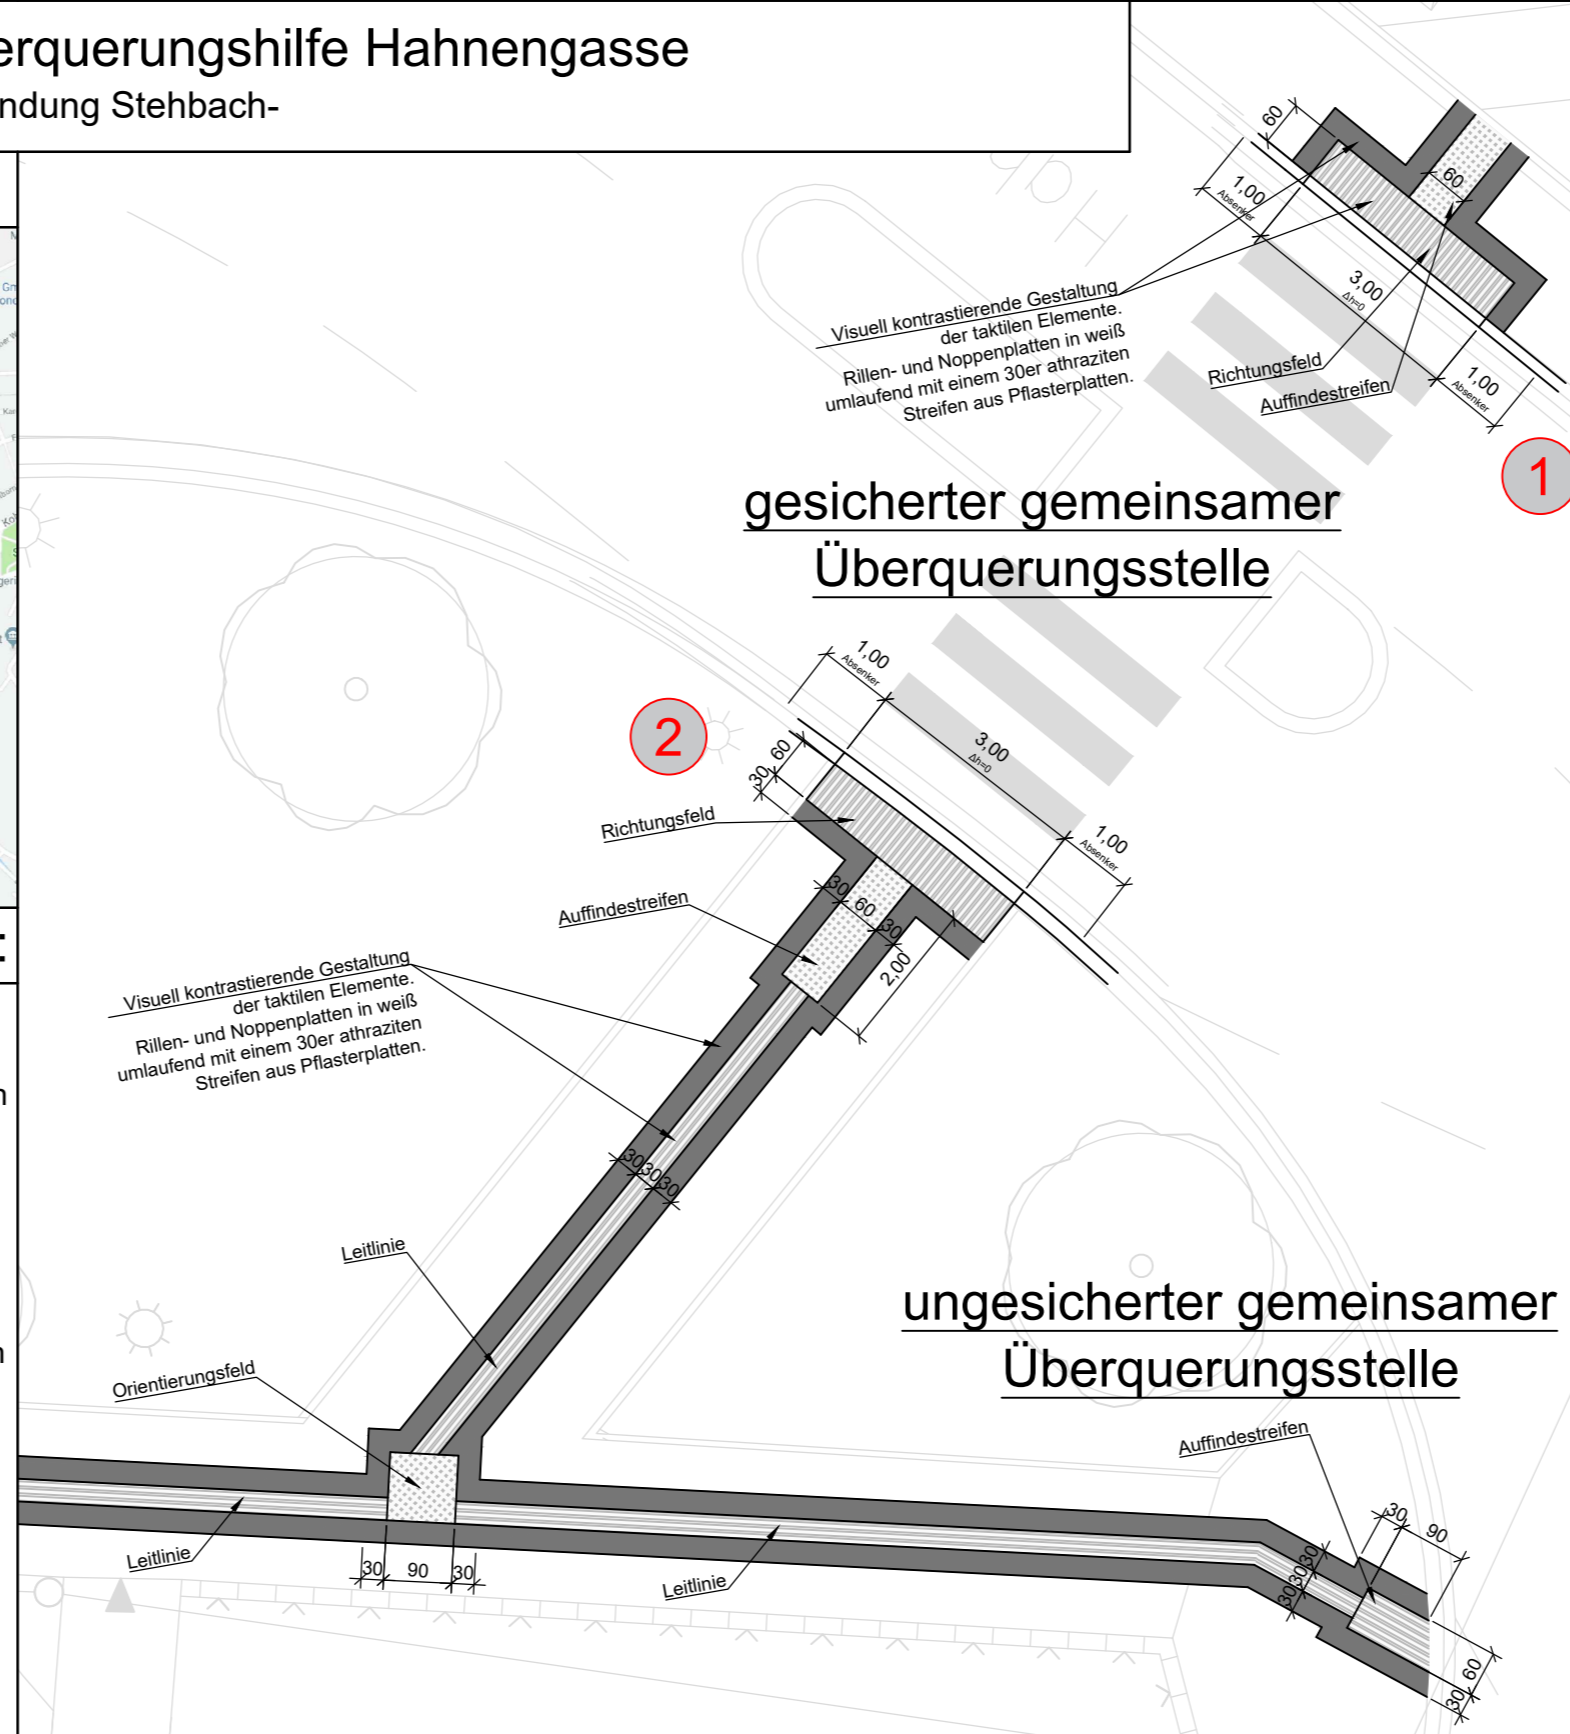 erquerungshilfe Hahnengasse
ndung Stehbach-
60
1,00
Absenker
60
3,00
Δh=0
1,00
Absenker
Visuell kontrastierende Gestaltung
der taktilen Elemente.
Rillen- und Noppenplatten in weiß
umlaufend mit einem 30er athraziten
Streifen aus Pflasterplatten.
Richtungsfeld
Auffindestreifen
1
gesicherter gemeinsamer
Überquerungsstelle
1,00
Absenker
2
3,00
Δh=0
60
30
1,00
Absenker
Richtungsfeld
Auffindestreifen
30
60
30
2,00
Visuell kontrastierende Gestaltung
der taktilen Elemente.
Rillen- und Noppenplatten in weiß
umlaufend mit einem 30er athraziten
Streifen aus Pflasterplatten.
30
30
30
Leitlinie
ungesicherter gemeinsamer
Überquerungsstelle
Orientierungsfeld
Auffindestreifen
30
90
30
30
30
Leitlinie
30
90
30
Leitlinie
60
30